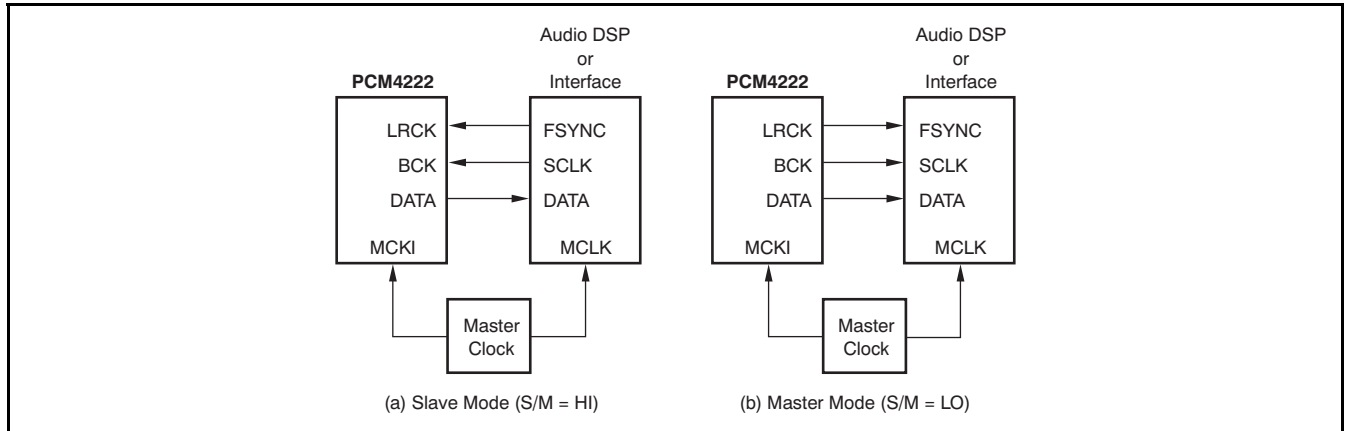 Audio DSP
or
Interface
PCM4222
LRCK
FSYNC
BCK
SCLK
DATA
DATA
MCKI
MCLK
Master
Clock
(a) Slave Mode (S/M = HI)
Audio DSP
or
Interface
PCM4222
LRCK
FSYNC
BCK
SCLK
DATA
DATA
MCKI
MCLK
Master
Clock
(b) Master Mode (S/M = LO)